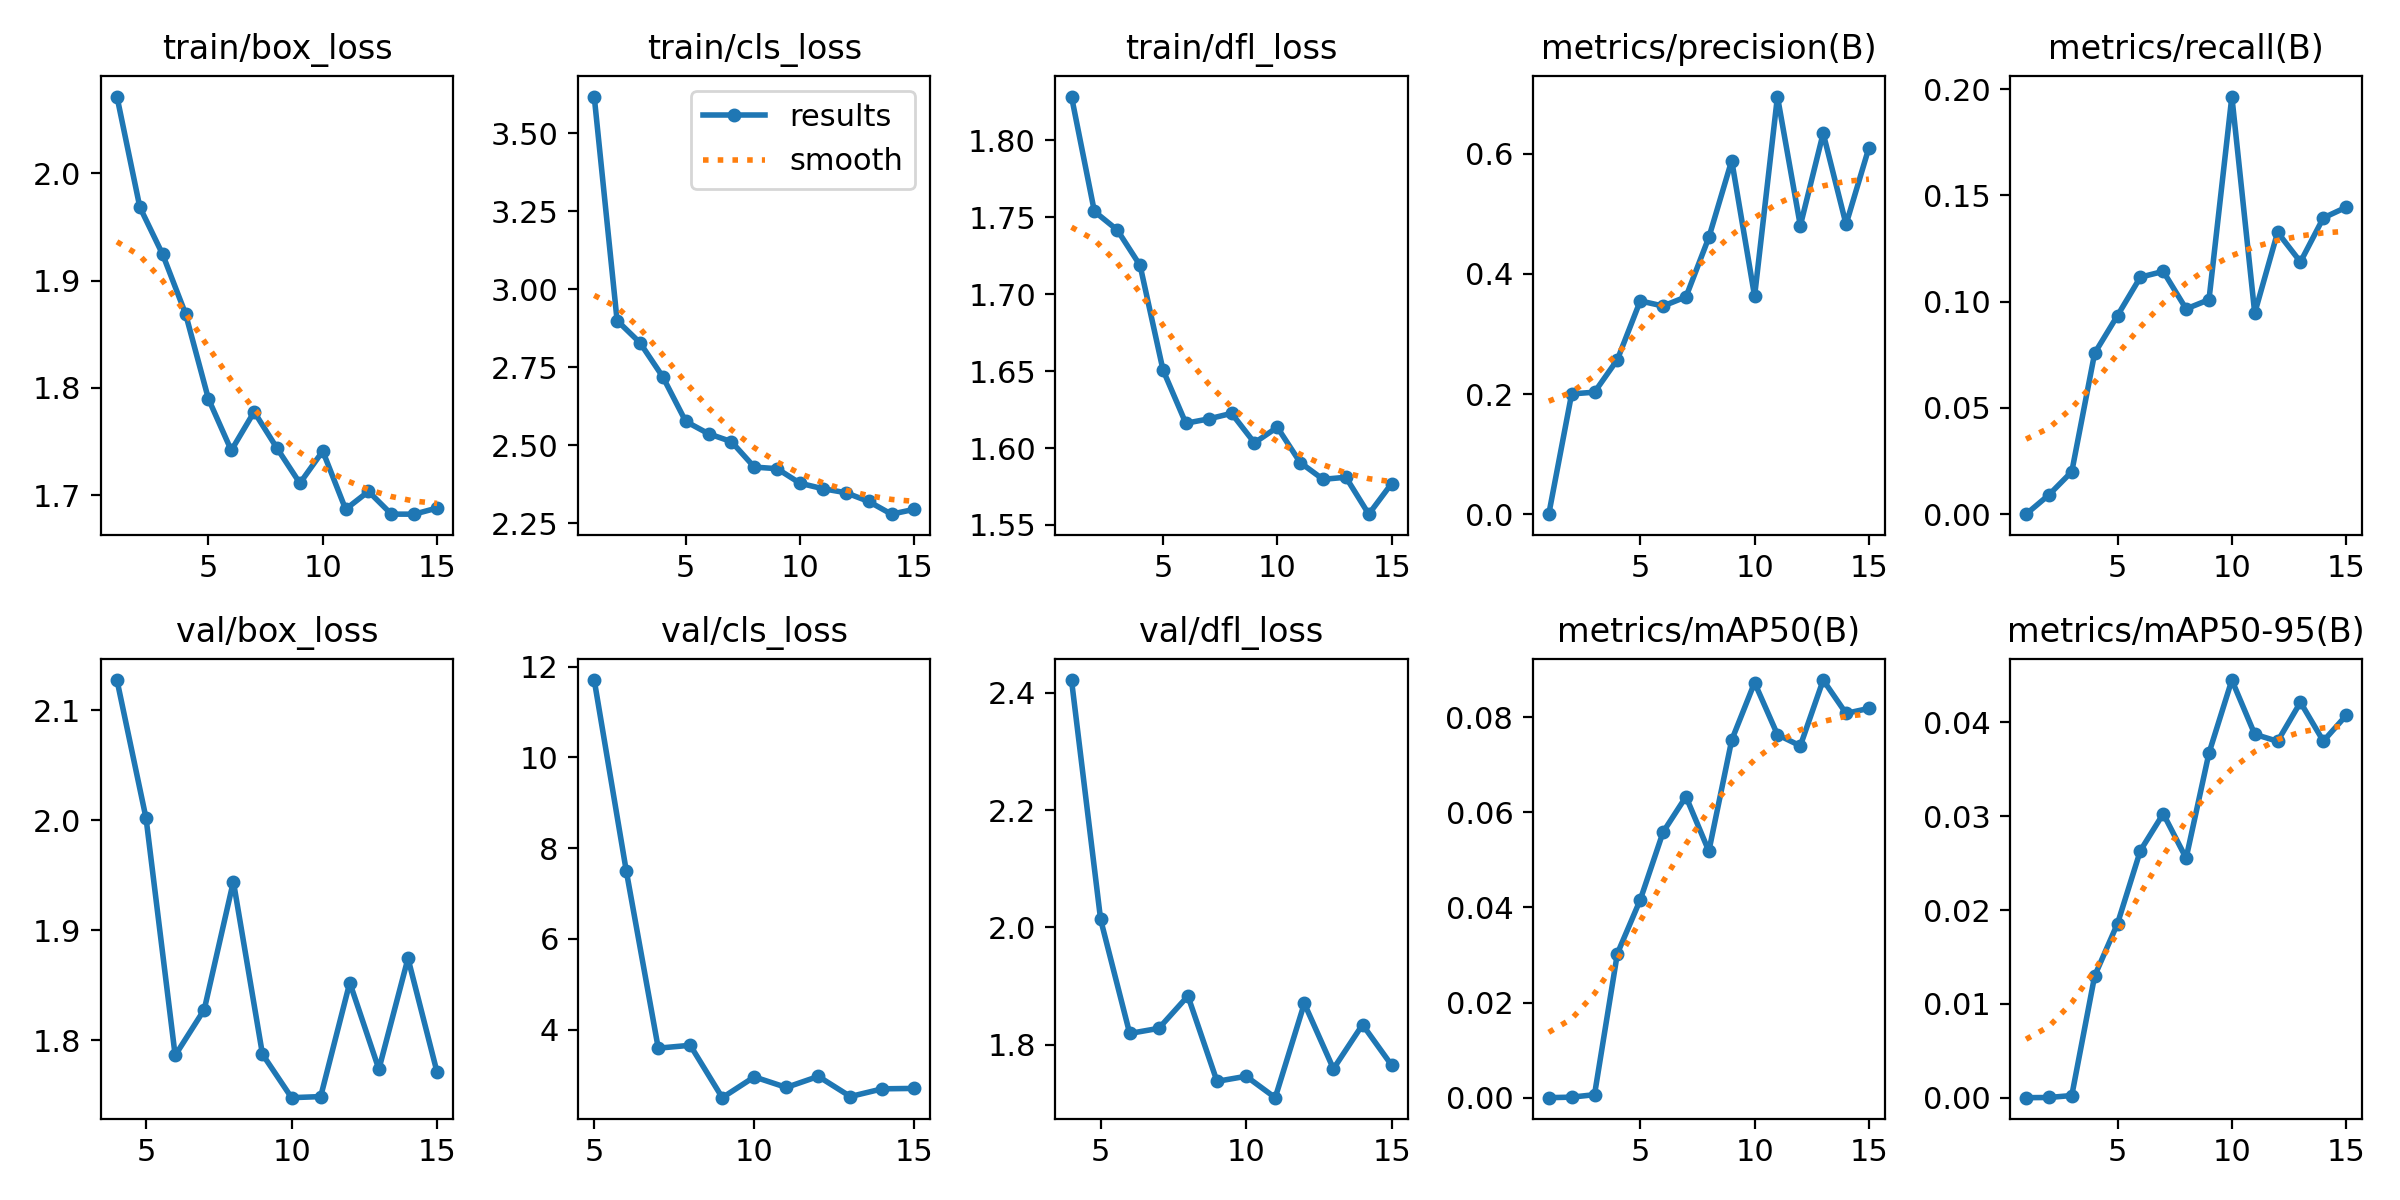 train/box_loss
2.0
1.9
1.8
1.7
5 10 15
train/cls_loss
results
smooth
3.50
3.25
3.00
2.75
2.50
2.25
5 10 15
train/dfl_loss
1.80
1.75
1.70
1.65
1.60
1.55
5 10 15
metrics/precision(B)
0.6
0.4
0.2
0.0
5 10 15
metrics/recall(B)
0.20
0.15
0.10
0.05
0.00
5 10 15
val/box_loss
2.1
2.0
1.9
1.8
5 10 15
val/cls_loss
12
10
8
6
4
5 10 15
val/dfl_loss
2.4
2.2
2.0
1.8
5 10 15
metrics/mAP50(B)
0.08
0.06
0.04
0.02
0.00
5 10 15
metrics/mAP50-95(B)
0.04
0.03
0.02
0.01
0.00
5 10 15